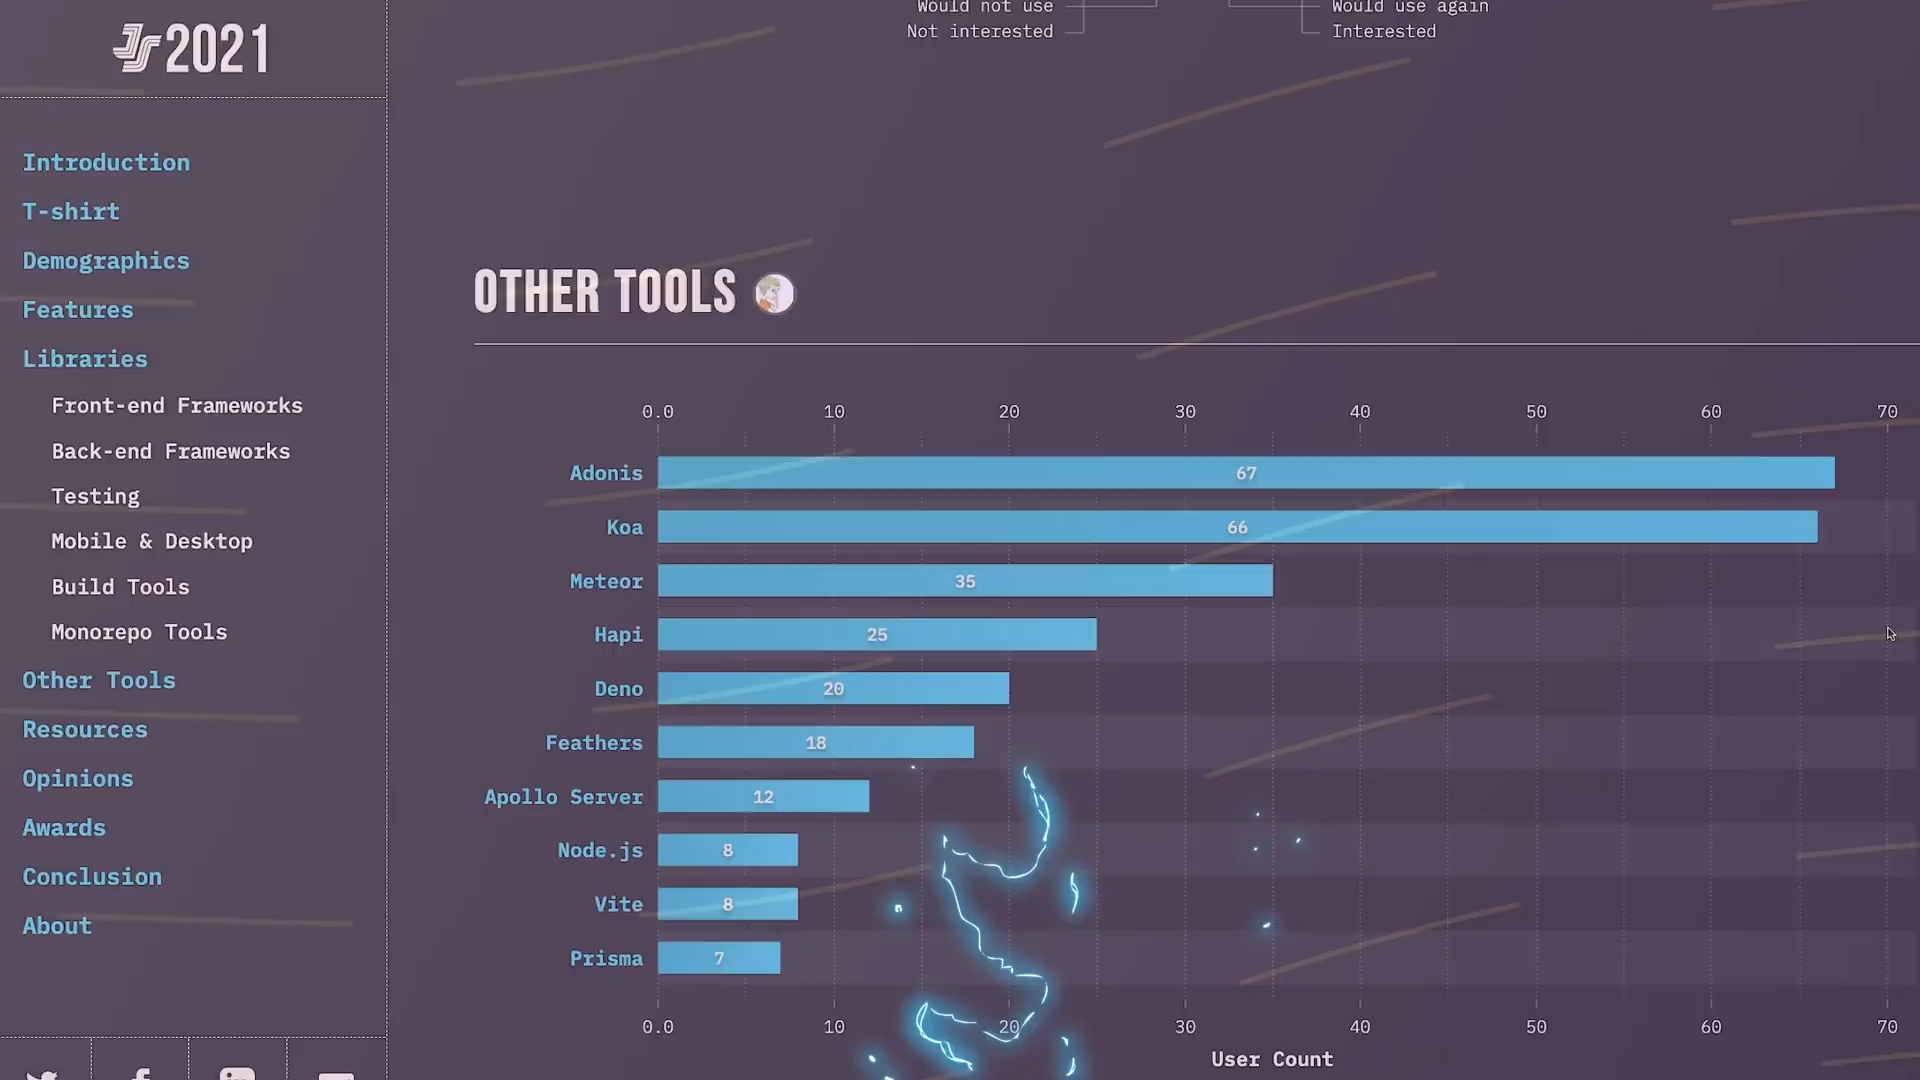 Would not use
Would use again
Not interested
Interested
JS 2021
Introduction
T-shirt
Demographics
Features
Libraries
Front-end Frameworks
Back-end Frameworks
Testing
Mobile & Desktop
Build Tools
Monorepo Tools
Other Tools
Resources
Opinions
Awards
Conclusion
About
OTHER TOOLS
0.0 10 20 30 40 50 60 70
Adonis 67
Koa 66
Meteor 35
Hapi 25
Deno 20
Feathers 18
Apollo Server 12
Node.js 8
Vite 8
Prisma 7
0.0 10 20 30 40 50 60 70
User Count